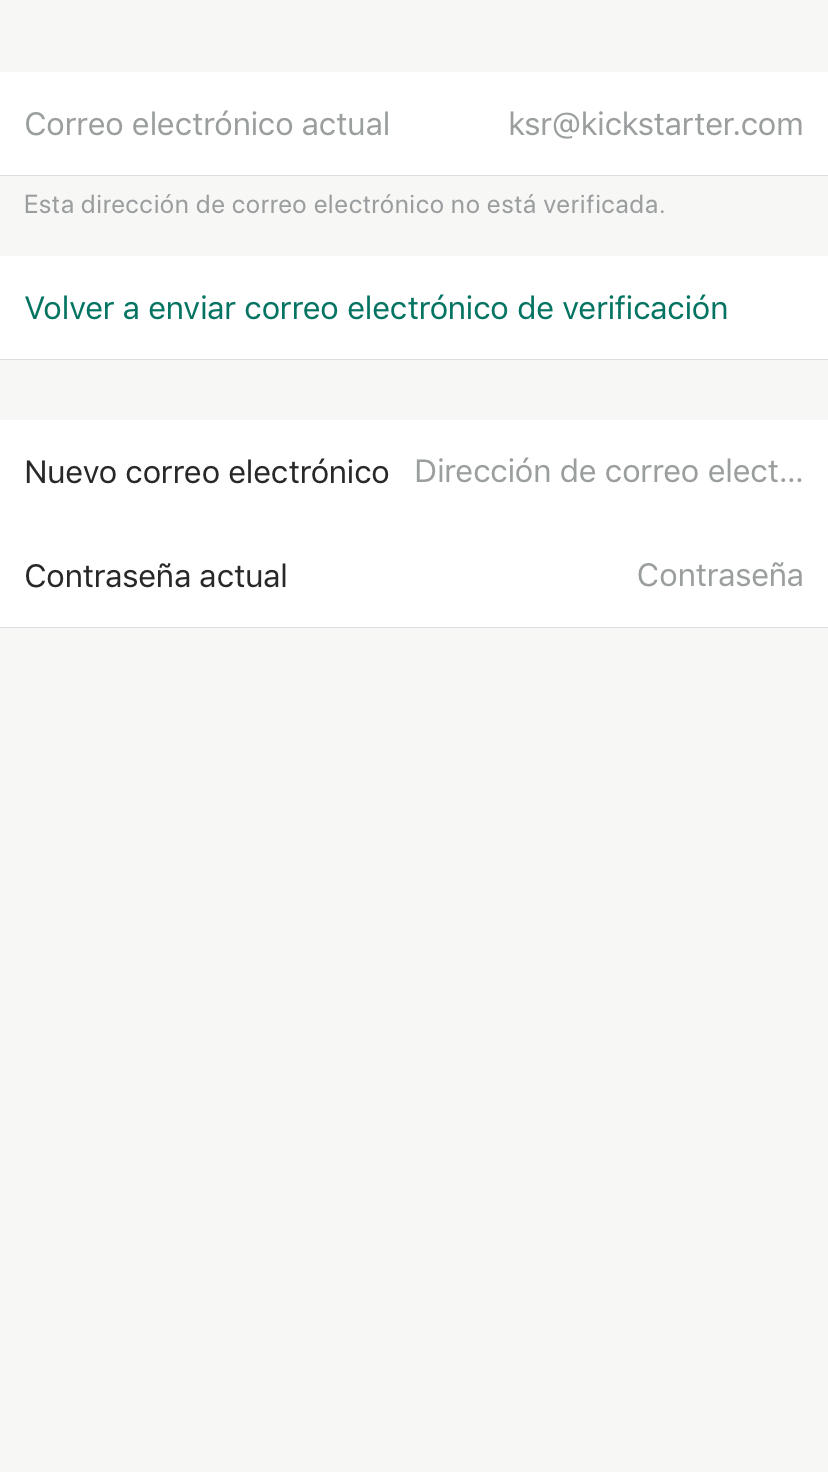 Correo electrónico actual ksr@kickstarter.com
Esta dirección de correo electrónico no está verificada.
Volver a enviar correo electrónico de verificación
Nuevo correo electrónico Dirección de correo elect...
Contraseña actual Contraseña